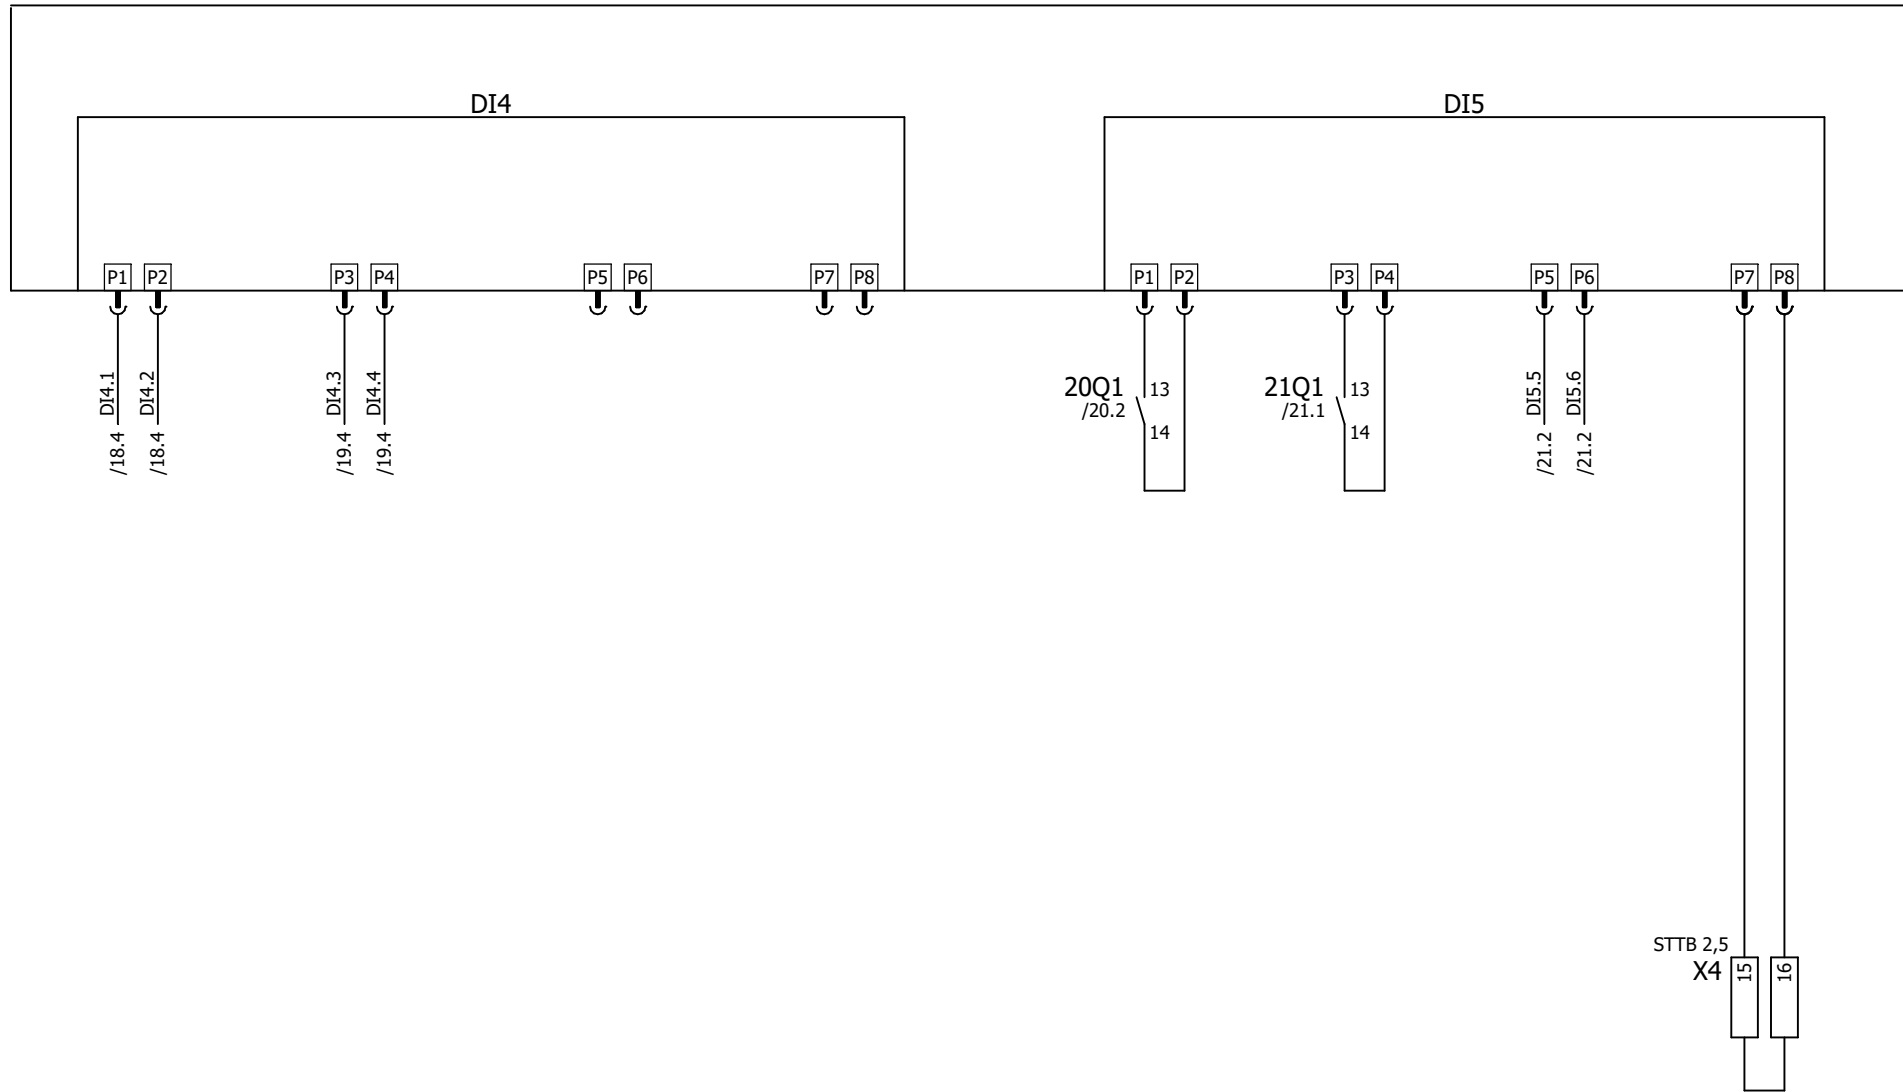 DI4
DI5
P1 P2 P3 P4 P5 P6 P7 P8
P1 P2 P3 P4 P5 P6 P7 P8
DI4.1
/18.4
DI4.2
/18.4
DI4.3
/19.4
DI4.4
/19.4
20Q1
/20.2
13
14
21Q1
/21.1
13
14
DI5.5
/21.2
DI5.6
/21.2
STTB 2,5
X4
15
16